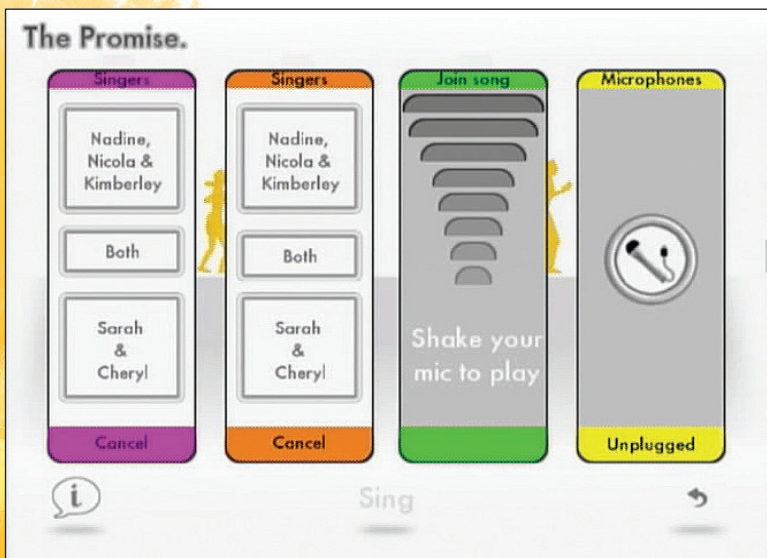 The Promise.
Singers
Nadine,
Nicola &
Kimberley
Both
Sarah
&
Cheryl
Cancel
Singers
Nadine,
Nicola &
Kimberley
Both
Sarah
&
Cheryl
Cancel
Join song
Shake your
mic to play
Microphones
Unplugged
i
Sing